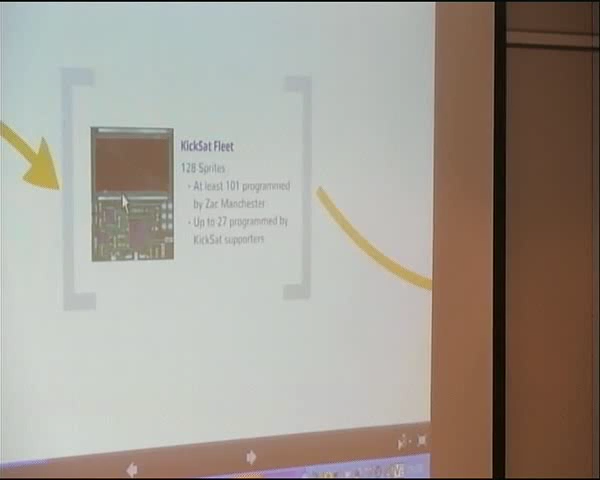 KickSat Fleet
128 Sprites
- At least 101 programmed
by Zac Manchester
- Up to 27 programmed by
KickSat supporters